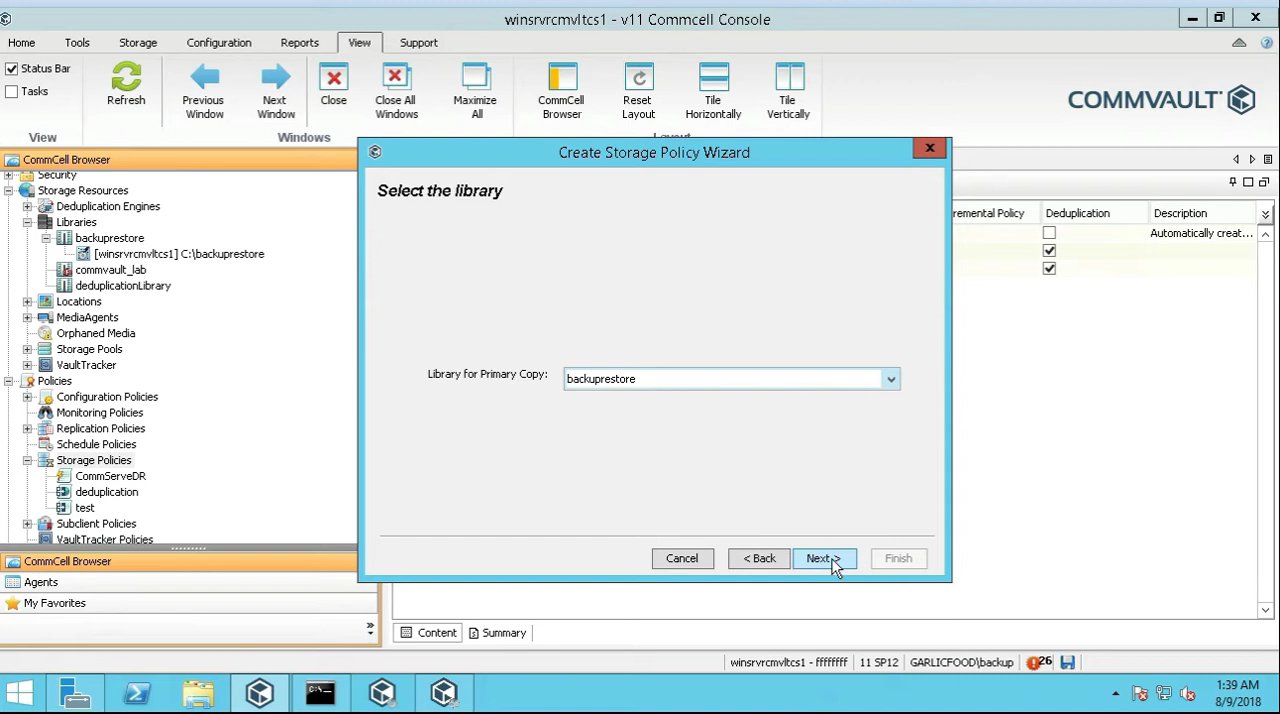 winsrvrcmvltcs1 - v11 Commcell Console
Home Tools Storage Configuration Reports View Support
Status Bar
Tasks
Refresh
Previous Window
Next Window
Close
Close All Windows
Maximize All
CommCell Browser
Reset Layout
Tile Horizontally
Tile Vertically
COMMVAULT
View Windows
CommCell Browser
Security
Storage Resources
Deduplication Engines
Libraries
backuprestore
[winsrvrcmvltcs1] C:\backuprestore
commvault_lab
deduplicationLibrary
Locations
MediaAgents
Orphaned Media
Storage Pools
VaultTracker
Policies
Configuration Policies
Monitoring Policies
Replication Policies
Schedule Policies
Storage Policies
CommServeDR
deduplication
test
Subclient Policies
VaultTracker Policies
CommCell Browser
Agents
My Favorites
Create Storage Policy Wizard
Select the library
Library for Primary Copy: backuprestore
Cancel < Back Next > Finish
remental Policy Deduplication Description
Automatically creat...
Content Summary
winsrvrcmvltcs1 - ffffffff 11 SP12 GARLICFOOD\backup 26
1:39 AM
8/9/2018